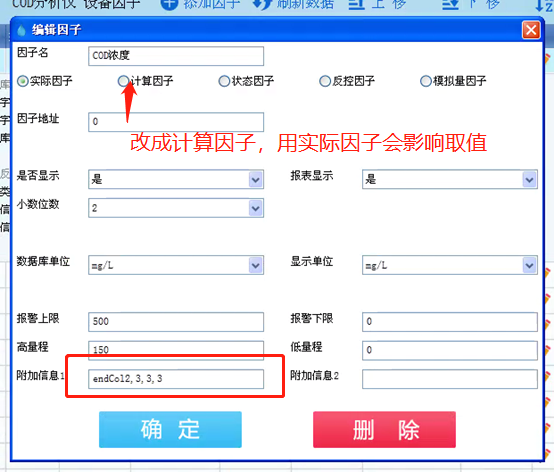 COD分析仪 设备因子 添加因子 刷新数据 上 移 下 移
编辑因子
因子名 COD浓度
实际因子 计算因子 状态因子 反控因子 模拟量因子
因子地址 0
改成计算因子，用实际因子会影响取值
是否显示 是 报表显示 是
小数位数 2
数据库单位 mg/L 显示单位 mg/L
报警上限 500 报警下限 0
高量程 150 低量程 0
附加信息1 endCol2,3,3,3 附加信息2
确 定 删 除